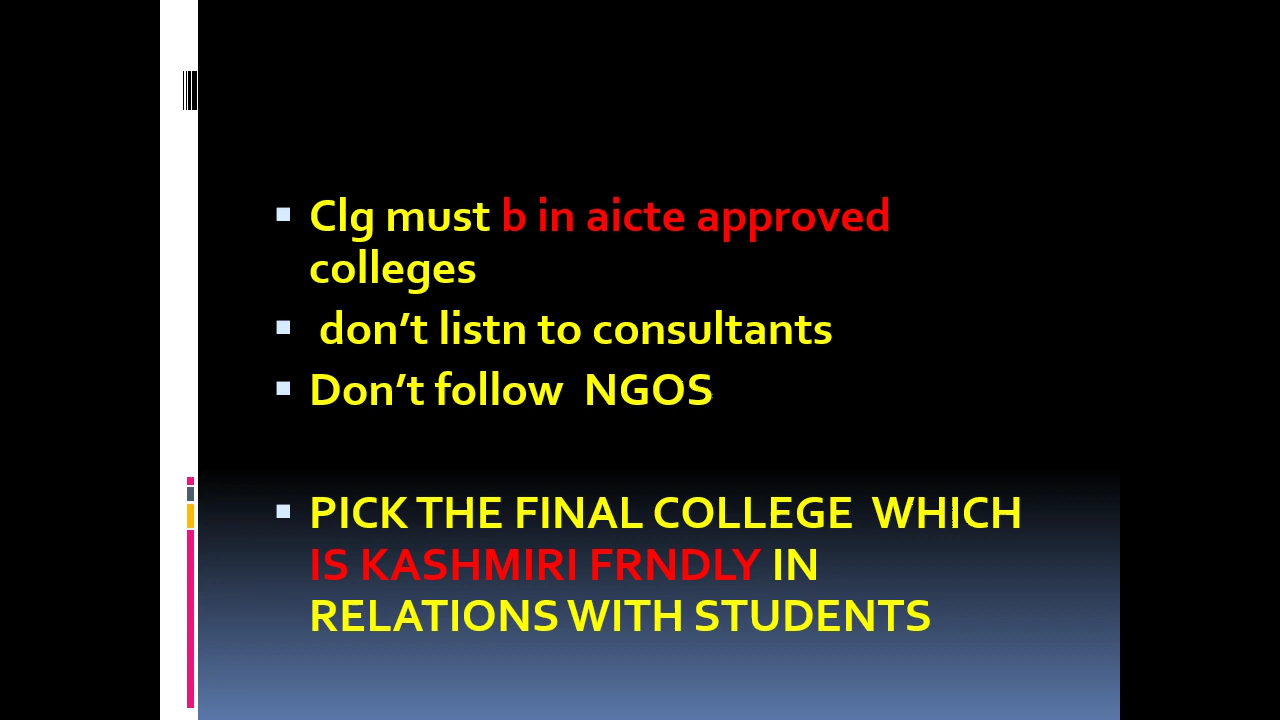 Clg must b in aicte approved
colleges
don’t listn to consultants
Don’t follow NGOS
PICK THE FINAL COLLEGE WHICH
IS KASHMIRI FRNDLY IN
RELATIONS WITH STUDENTS